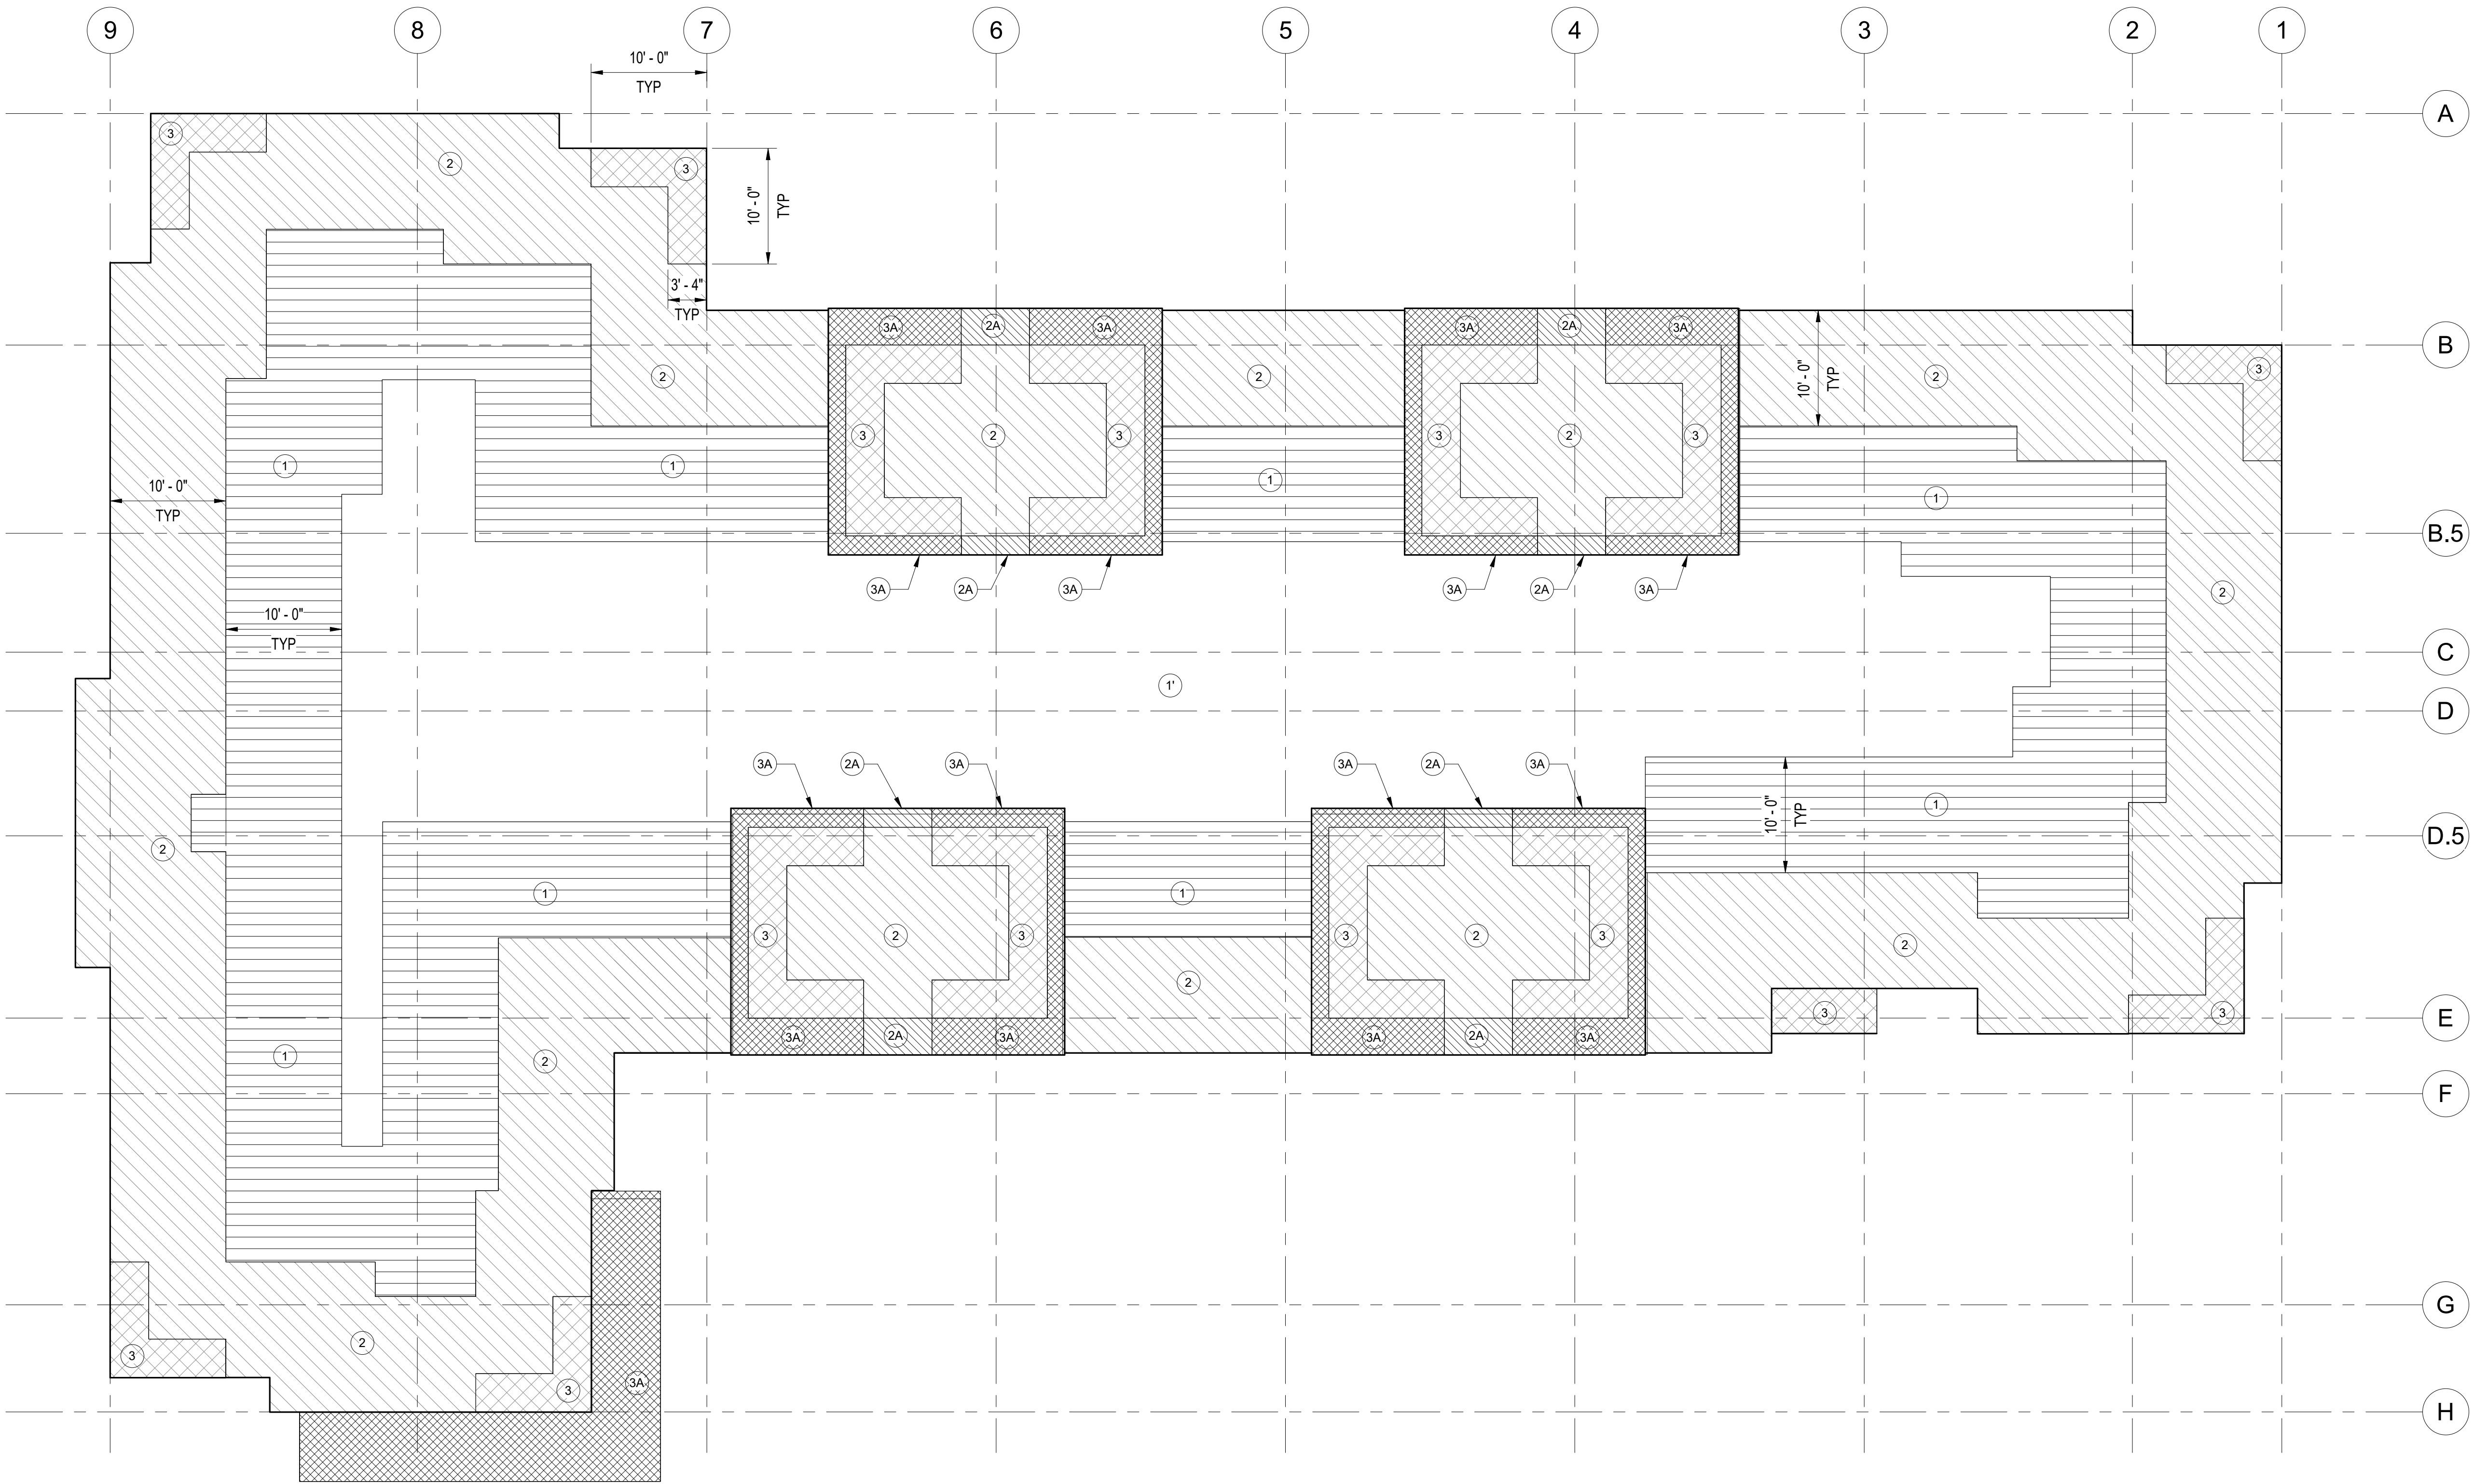 9 8 7 6 5 4 3 2 1
10' - 0"
TYP
A
3
2
3
10' - 0"
TYP
3' - 4"
TYP
3A 2A 3A 3A 2A 3A
B
2 2 10' - 0" TYP 2 3
3 2 3 3 2 3
1 1 1 1
10' - 0"
TYP
B.5
3A 2A 3A 3A 2A 3A
2
10' - 0"
TYP
C
1'
D
3A 2A 3A 3A 2A 3A
10' - 0" TYP 1
2
D.5
1 1
3 2 3 3 2 3
2
2
3 3
E
3A 2A 3A 3A 2A 3A
1 2
F
G
2
3
3A
3
H